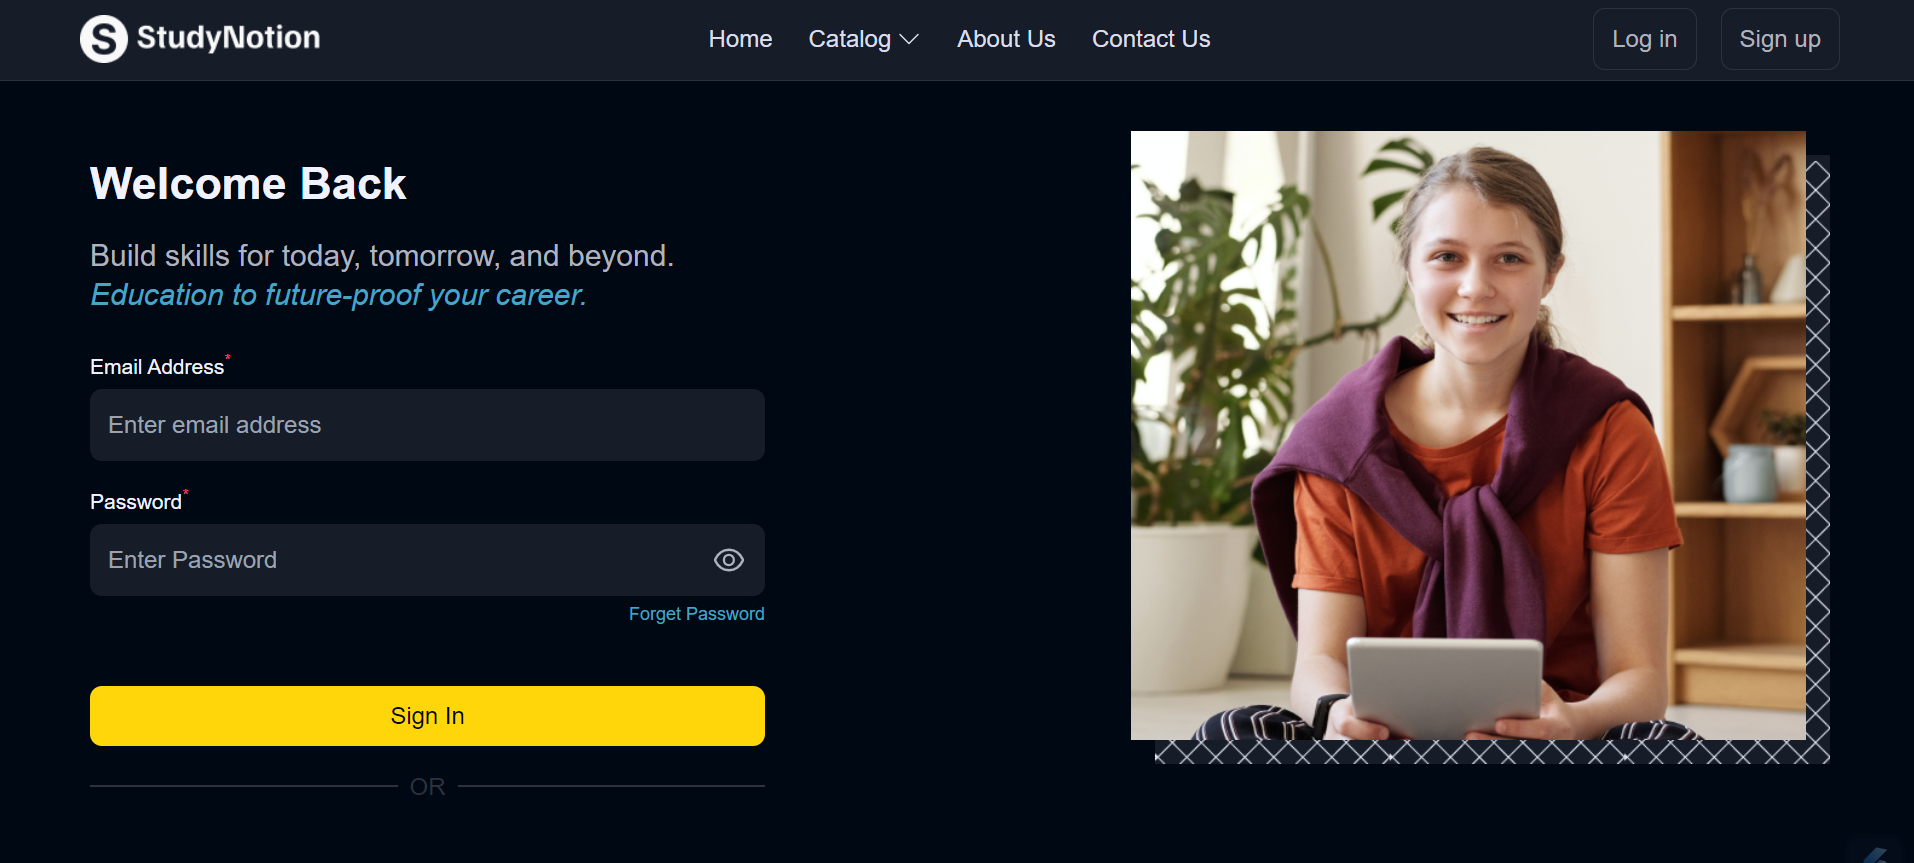 StudyNotion
Home
Catalog
About Us
Contact Us
Log in
Sign up
Welcome Back
Build skills for today, tomorrow, and beyond.
Education to future-proof your career.
Email Address*
Enter email address
Password*
Enter Password
Forget Password
Sign In
OR